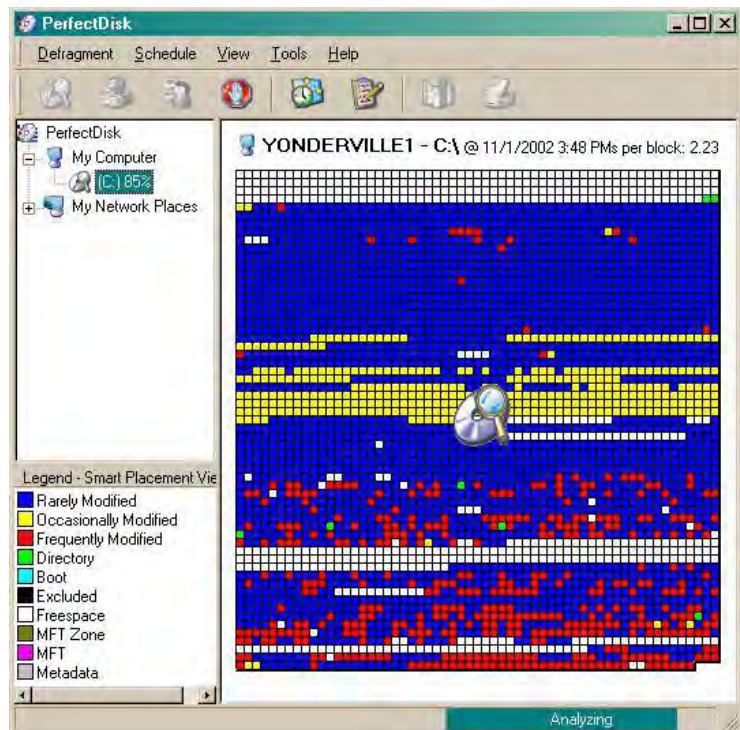 PerfectDisk
Defragment Schedule View Tools Help
PerfectDisk
My Computer
(C:) 85%
My Network Places
YONDERVILLE1 - C:\ @ 11/1/2002 3:48 PMs per block: 2.23
Legend - Smart Placement Vie
Rarely Modified
Occasionally Modified
Frequently Modified
Directory
Boot
Excluded
Freespace
MFT Zone
MFT
Metadata
Analyzing